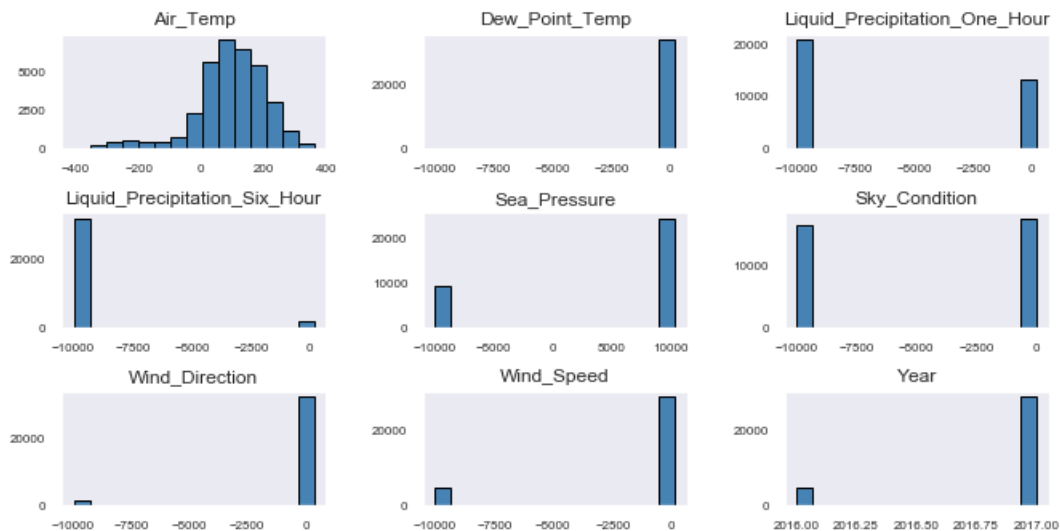 Air_Temp Dew_Point_Temp Liquid_Precipitation_One_Hour
5000 20000 20000
2500 10000
0 0 0
−400 −200 0 200 400 −10000 −7500 −5000 −2500 0 −10000 −7500 −5000 −2500 0
Liquid_Precipitation_Six_Hour Sea_Pressure Sky_Condition
20000 20000 10000
10000
0 0 0
−10000 −7500 −5000 −2500 0 −10000 −5000 0 5000 10000 −10000 −7500 −5000 −2500 0
Wind_Direction Wind_Speed Year
20000 20000 20000
0 0 0
−10000 −7500 −5000 −2500 0 −10000 −7500 −5000 −2500 0 2016.00 2016.25 2016.50 2016.75 2017.00